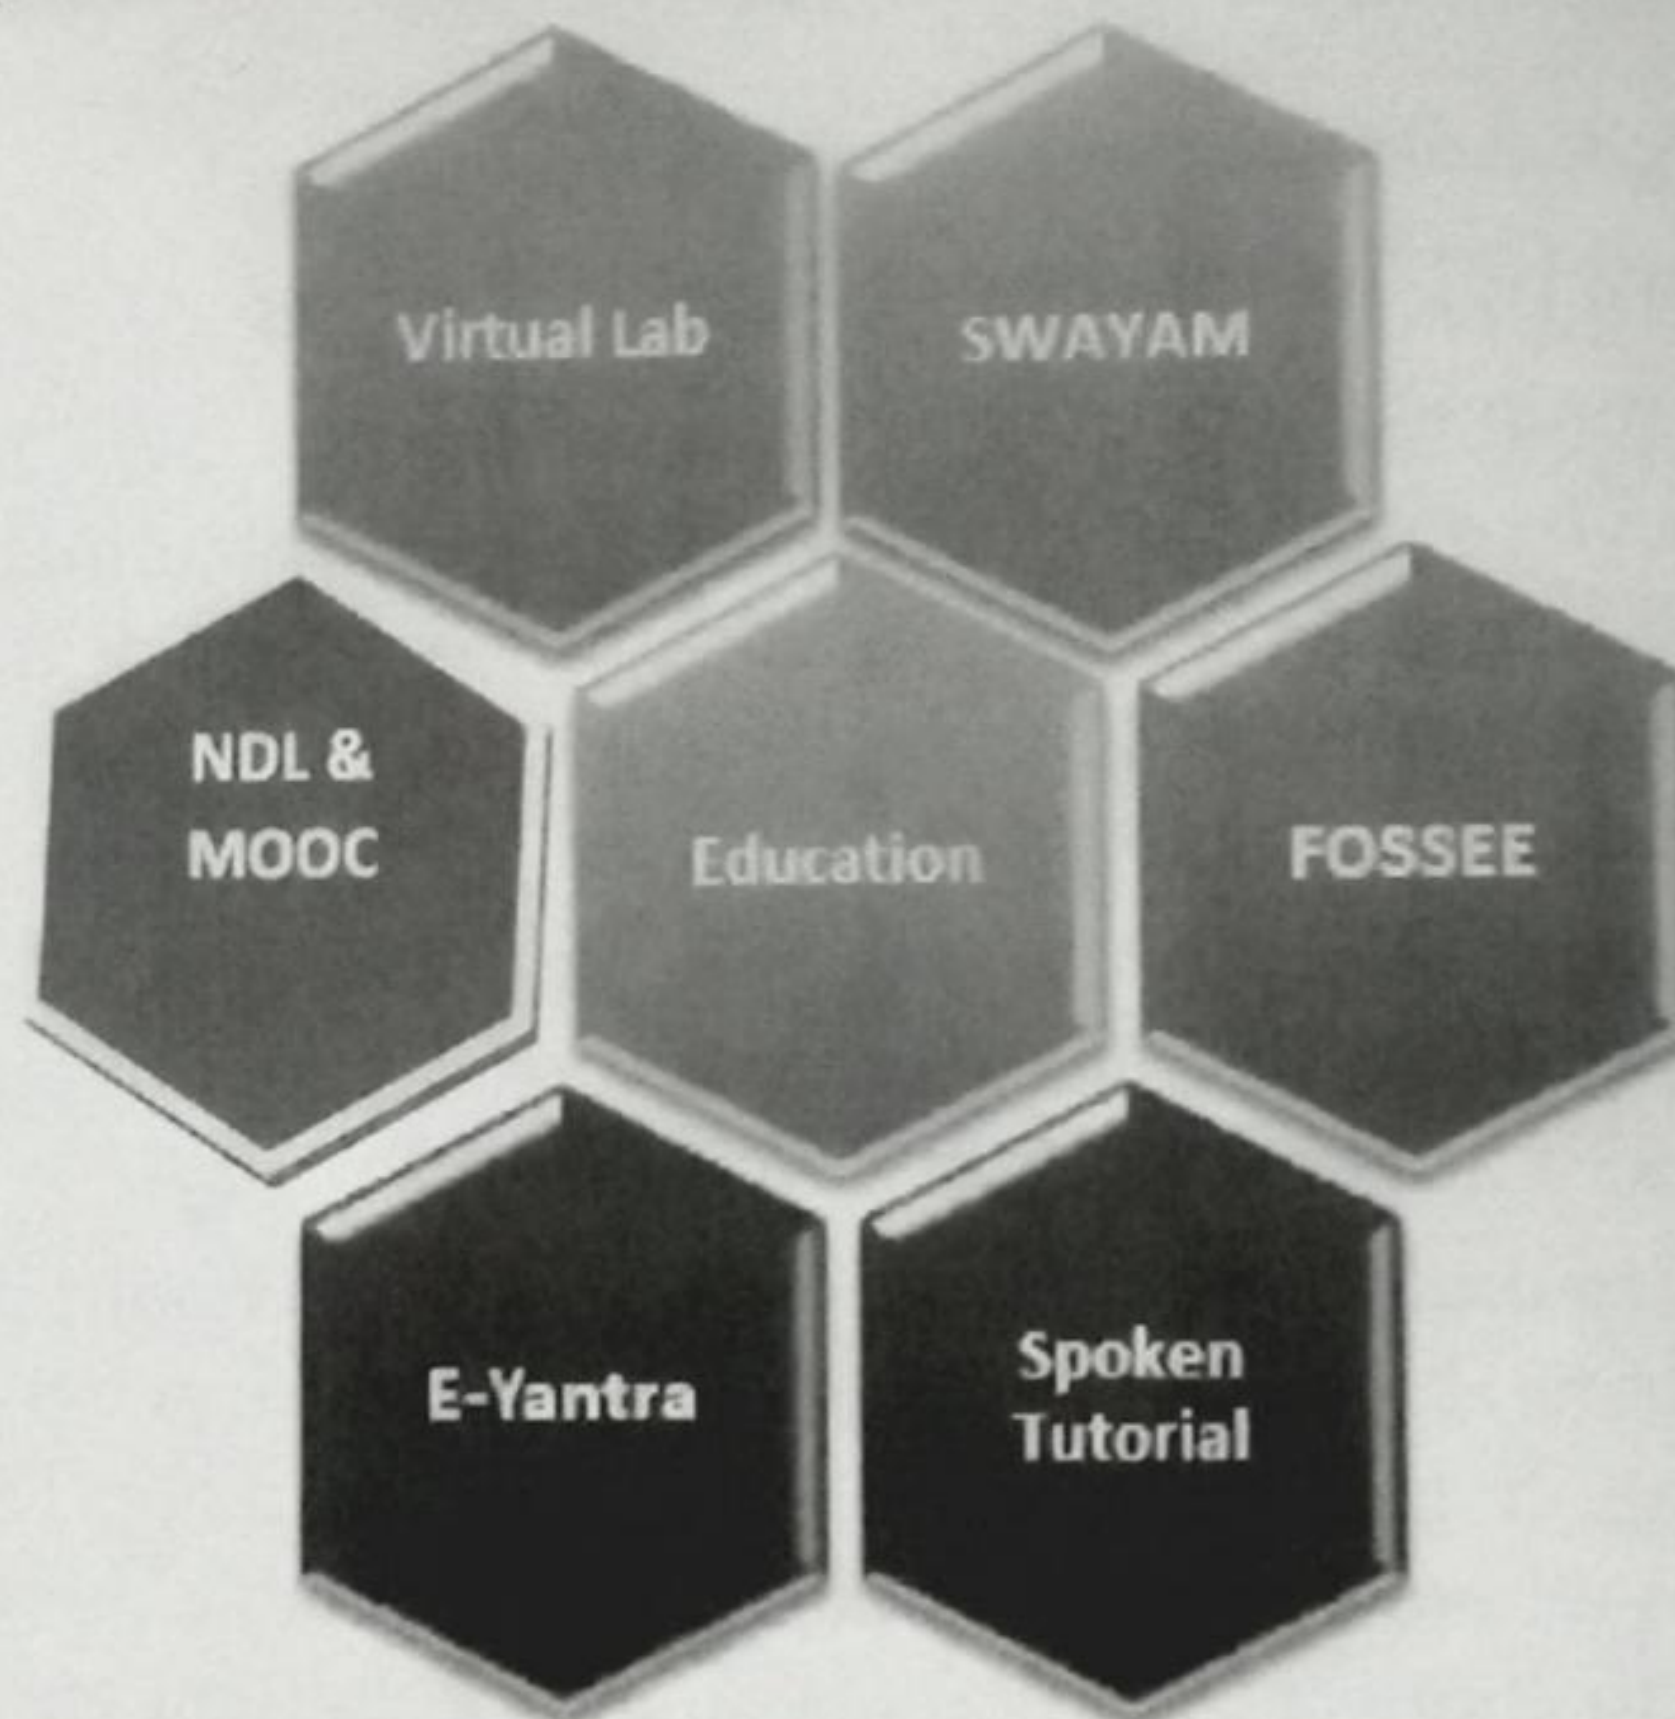 Virtual Lab
SWAYAM
NDL &
MOOC
Education
FOSSEE
E-Yantra
Spoken
Tutorial